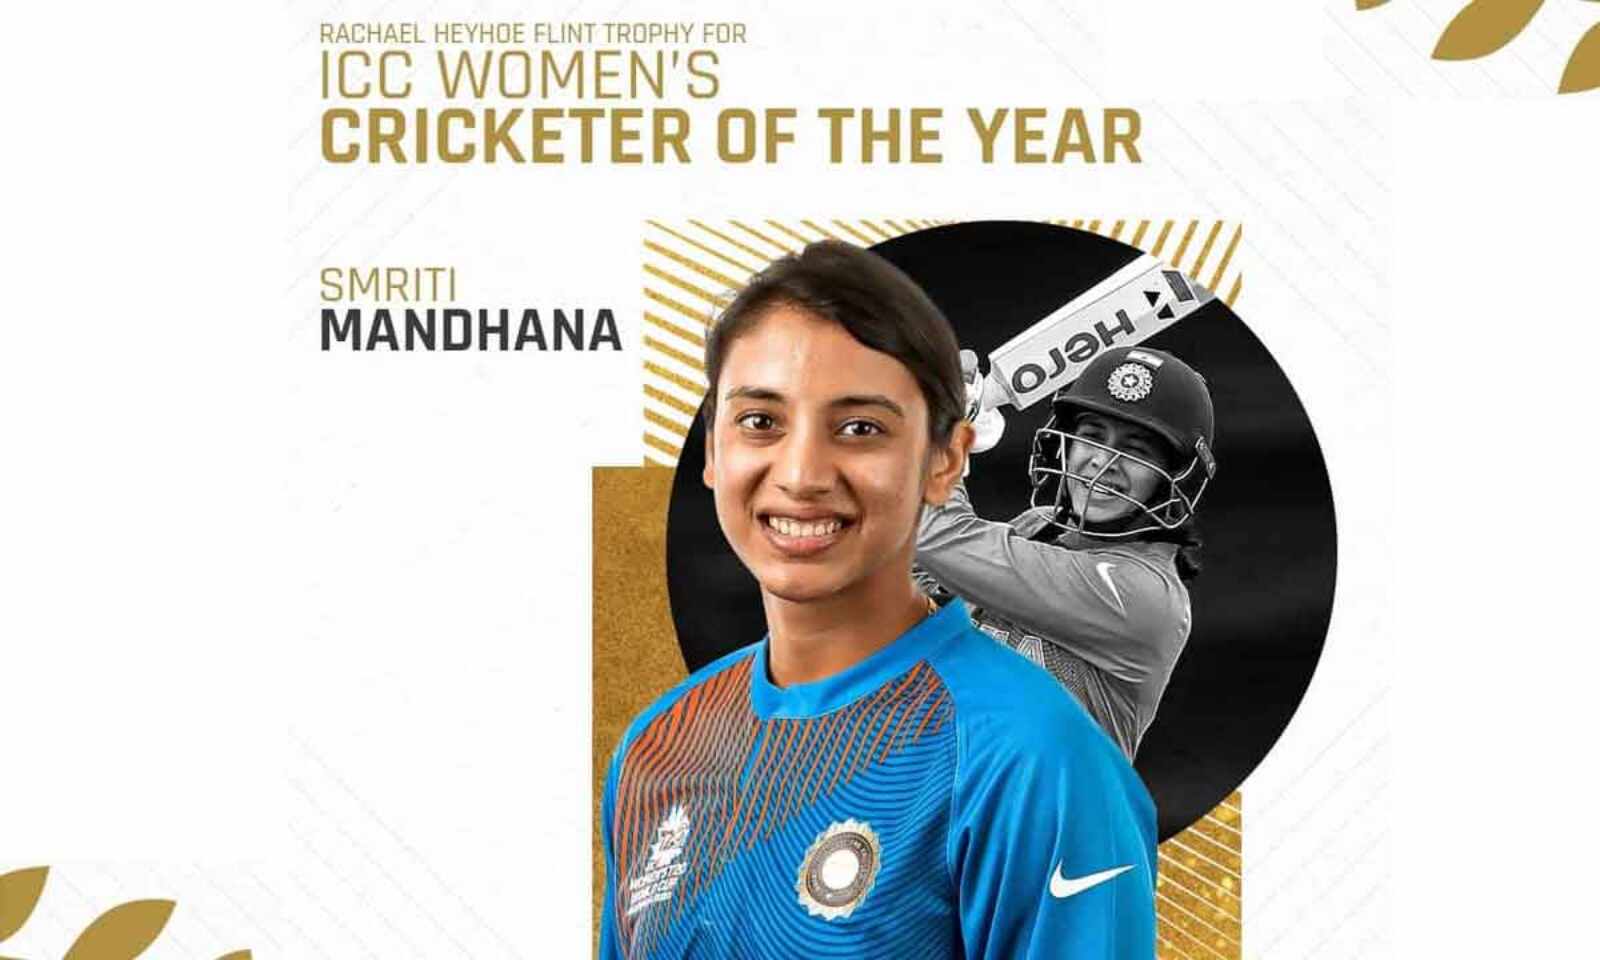 RACHAEL HEYHOE FLINT TROPHY FOR
ICC WOMEN'S
CRICKETER OF THE YEAR
SMRITI
MANDHANA
Hero